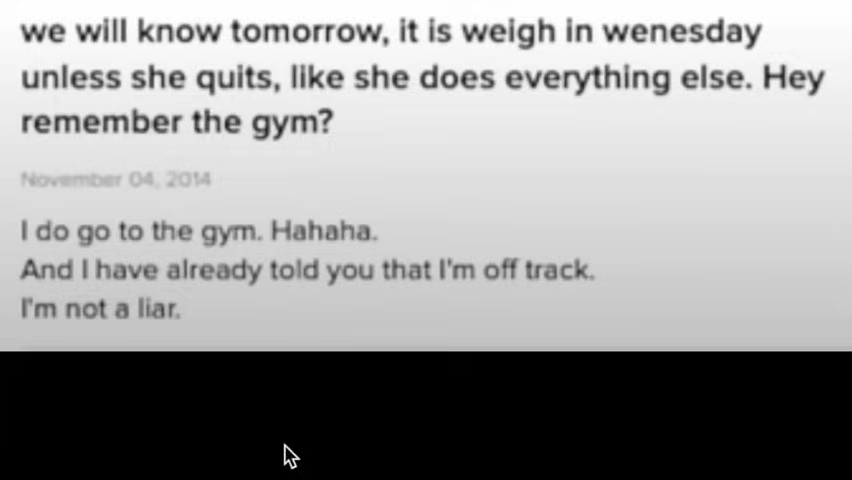 we will know tomorrow, it is weigh in wenesday
unless she quits, like she does everything else. Hey
remember the gym?
November 04, 2014
I do go to the gym. Hahaha.
And I have already told you that I'm off track.
I'm not a liar.